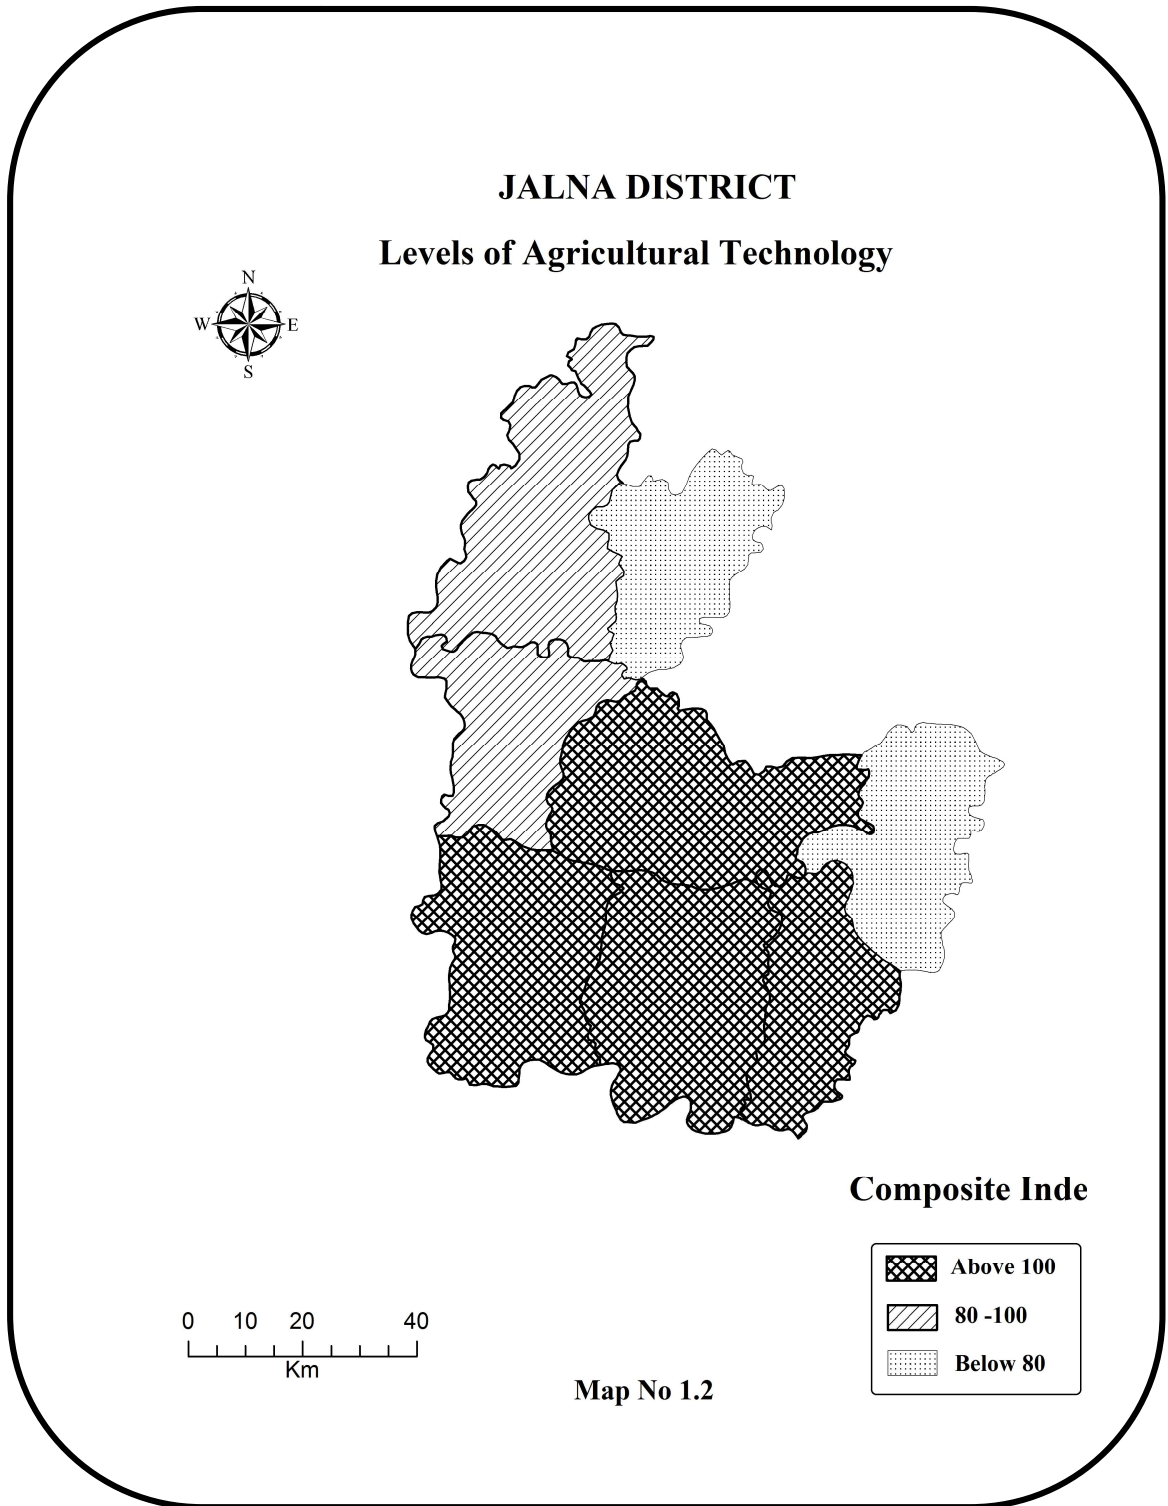 JALNA DISTRICT
Levels of Agricultural Technology
N
W E
S
Composite Inde
Above 100
80 -100
Below 80
0 10 20 40
Km
Map No 1.2